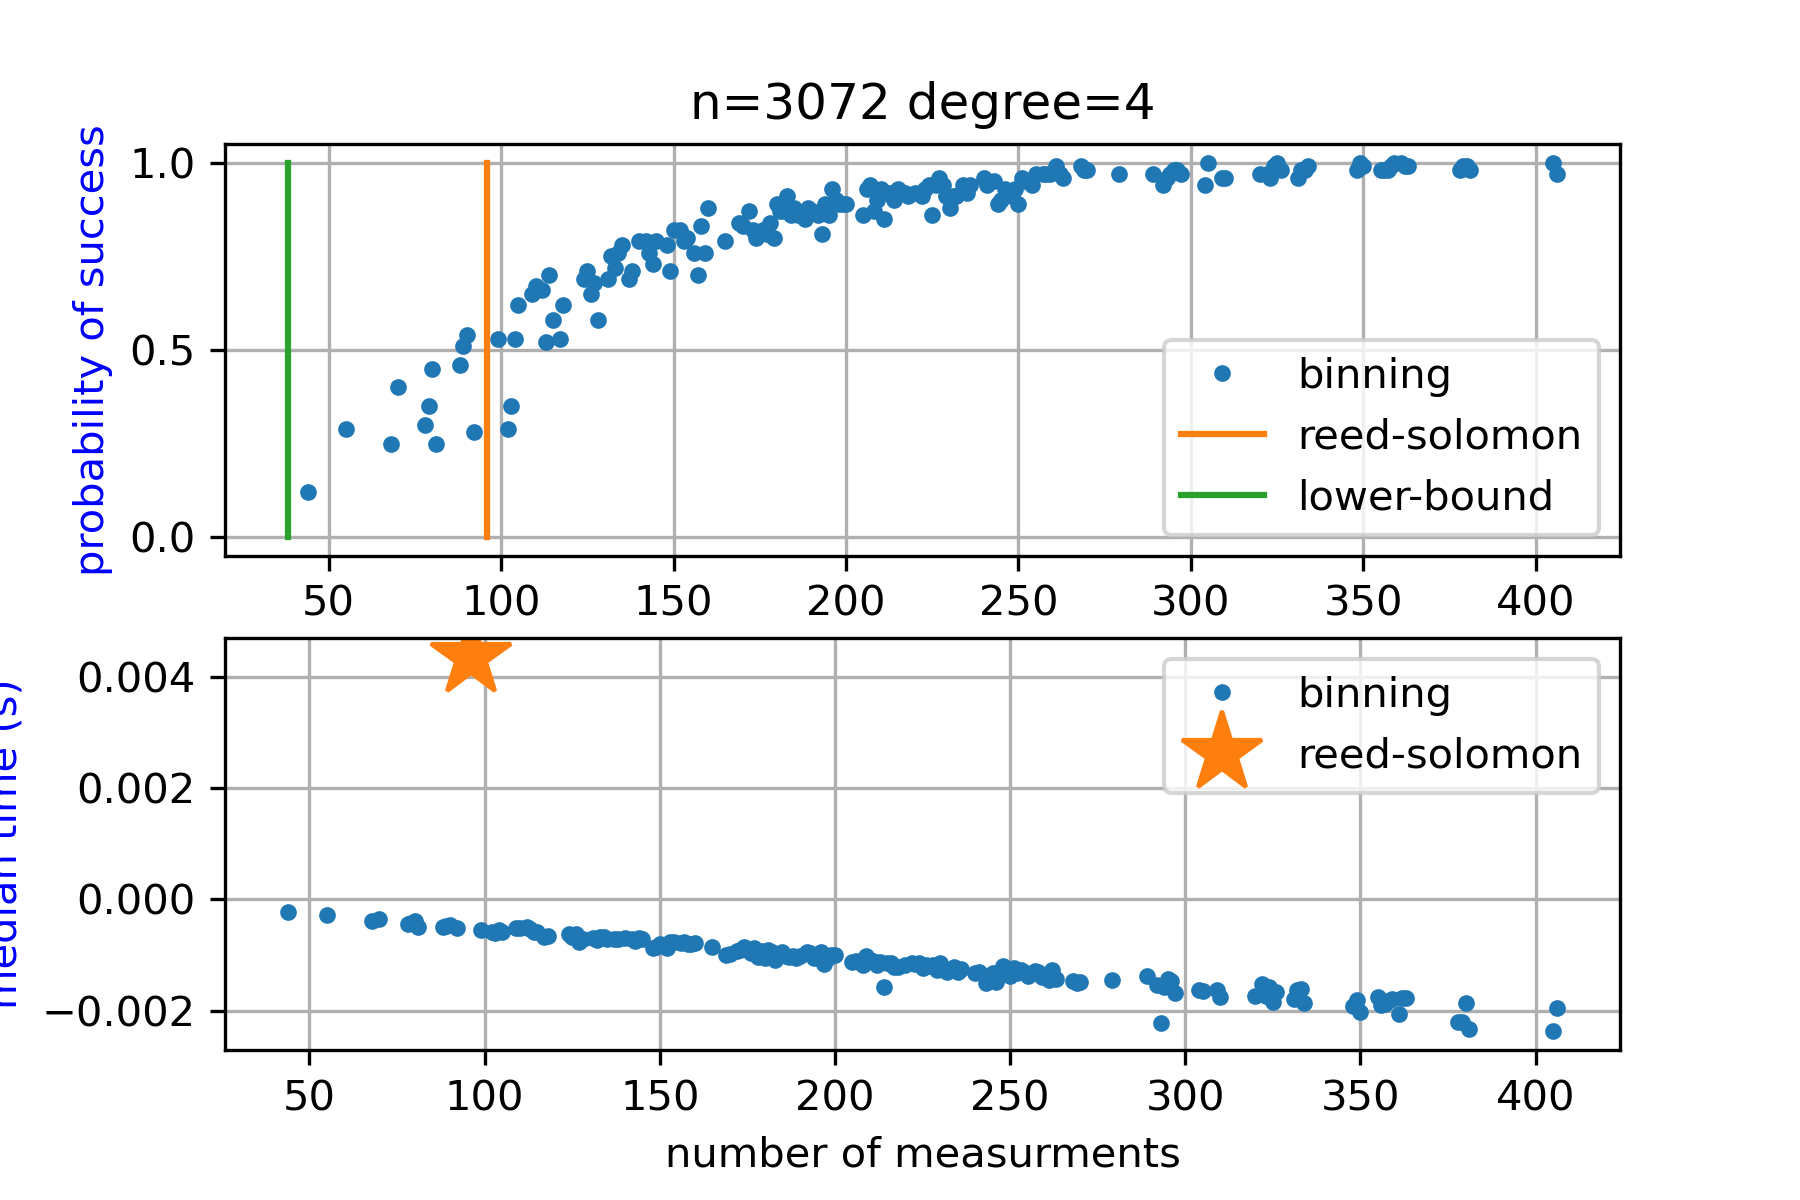 n=3072 degree=4
probability of success
1.0
0.5
0.0
binning
reed-solomon
lower-bound
50 100 150 200 250 300 350 400
median time (s)
0.004
0.002
0.000
−0.002
binning
reed-solomon
50 100 150 200 250 300 350 400
number of measurments